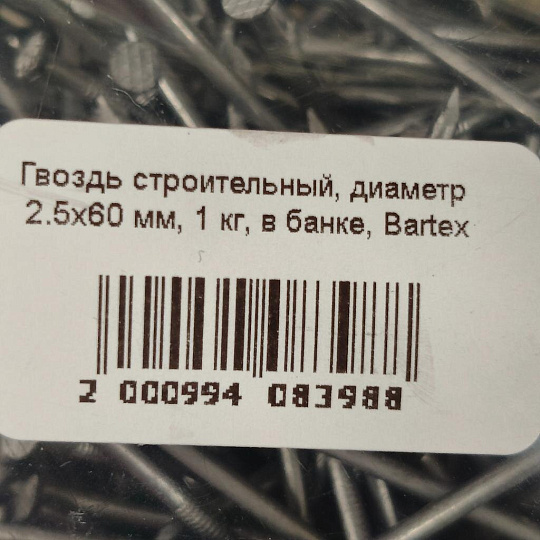 Гвоздь строительный, диаметр
2.5х60 мм, 1 кг, в банке, Bartex
2 000994 083988